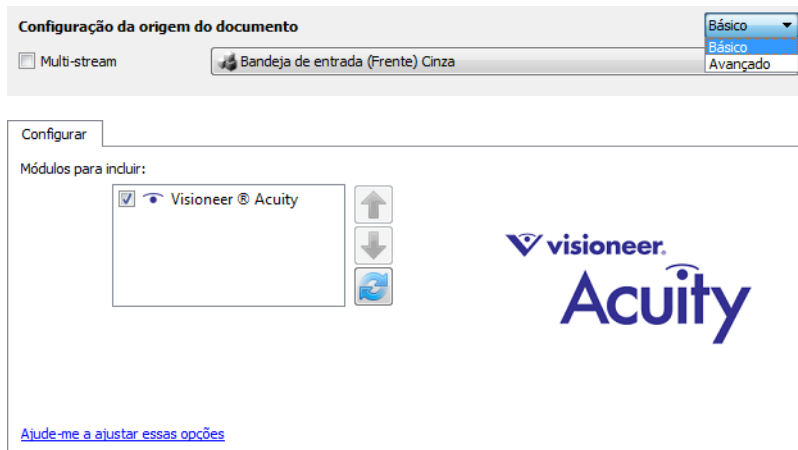 Configuração da origem do documento
Básico
Básico
Avançado
Multi-stream
Bandeja de entrada (Frente) Cinza
Configurar
Módulos para incluir:
Visioneer ® Acuity
visioneer.
Acuity
Ajude-me a ajustar essas opções